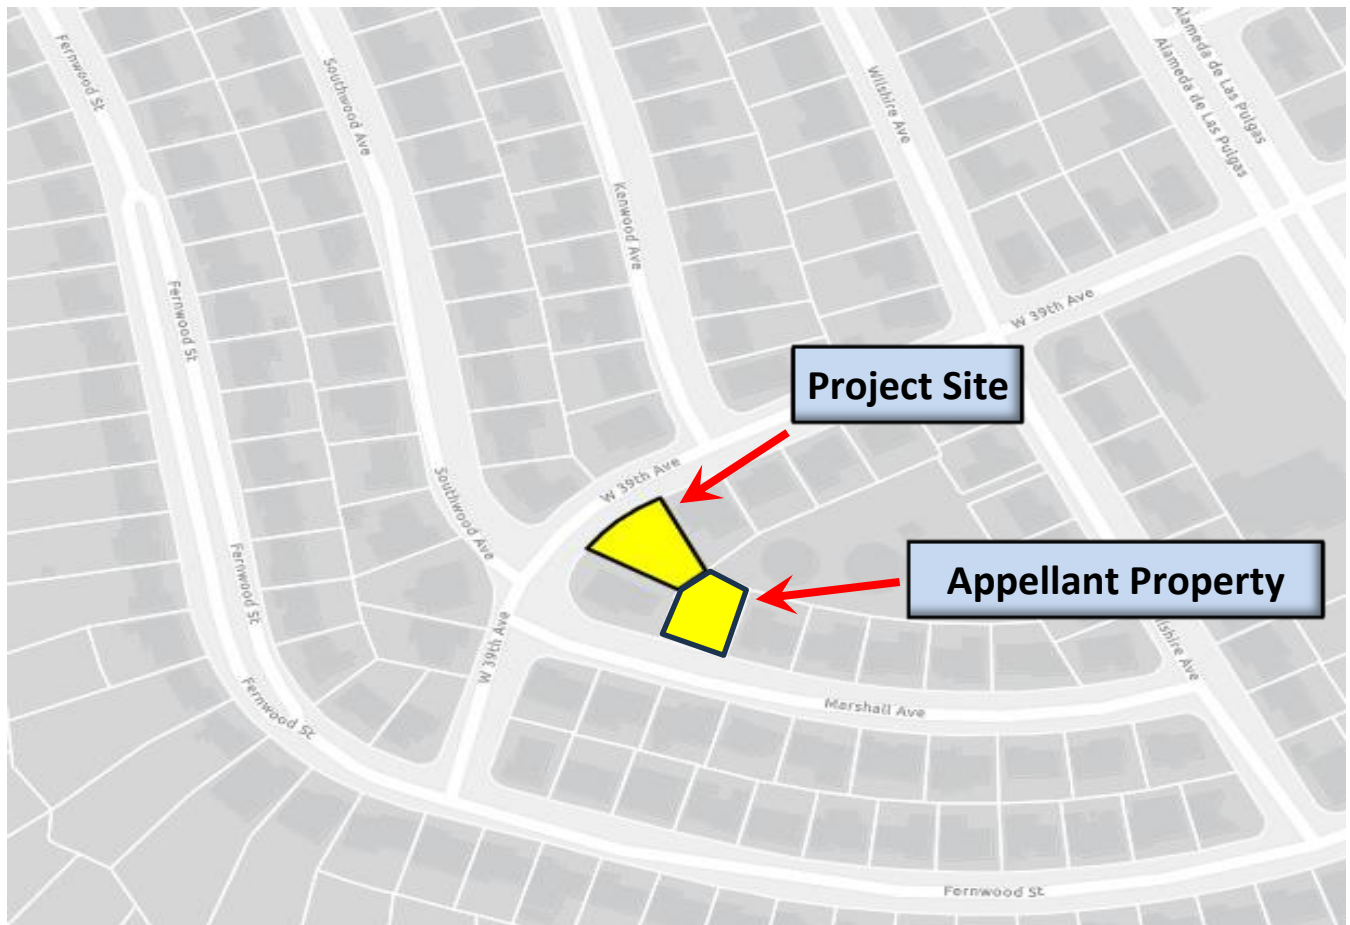 Fernwood St
Southwood Ave
Wilshire Ave
Alameda de Las Pulgas
Alameda de Las Pulgas
Kenwood Ave
Fernwood St
W 39th Ave
Project Site
W 39th Ave
Southwood Ave
Fernwood St
Appellant Property
W 39th Ave
lshire Ave
Fernwood St
Marshall Ave
Fernwood St